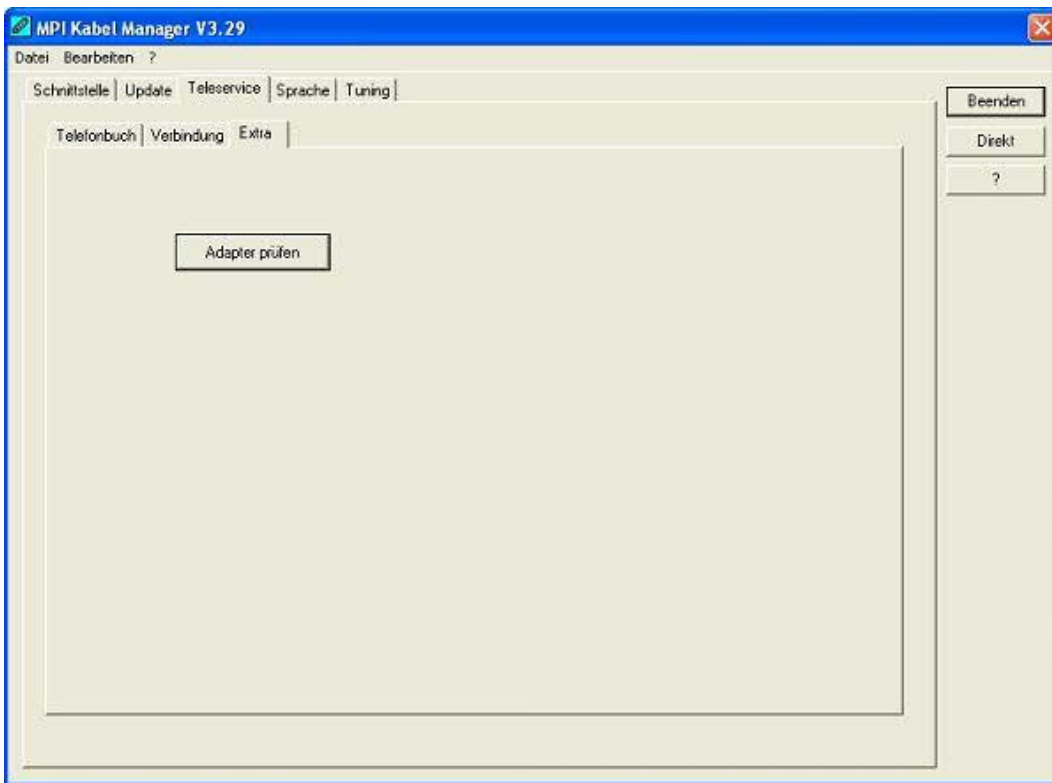 MPI Kabel Manager V3.29
Datei Bearbeiten ?
Schnittstelle Update Teleservice Sprache Tuning
Beenden
Telefonbuch Verbindung Extra
Direkt
?
Adapter prüfen